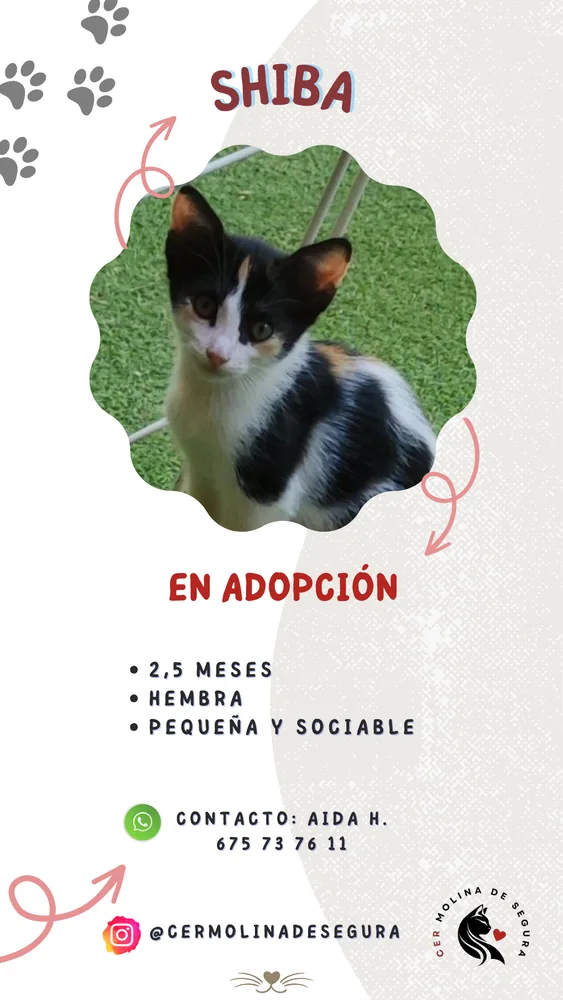 SHIBA
EN ADOPCIÓN
• 2,5 MESES
• HEMBRA
• PEQUEÑA Y SOCIABLE
CONTACTO: AIDA H.
675 73 76 11
@CERMOLINADESEGURA
CER MOLINA DE SEGURA